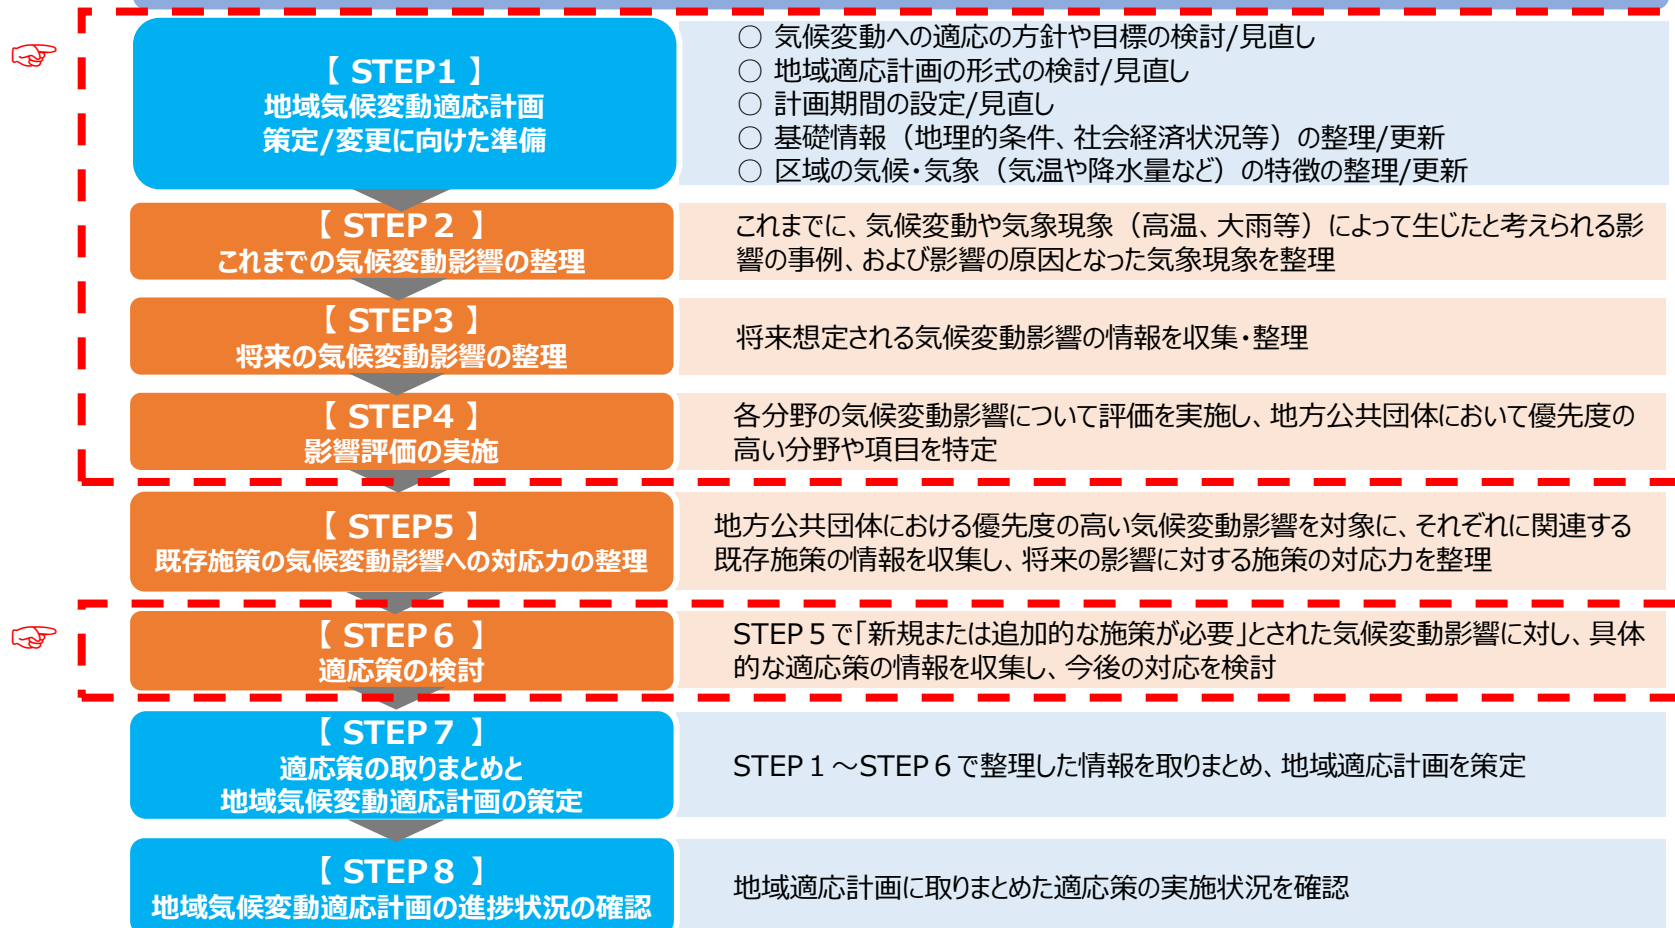 【 STEP1 】
地域気候変動適応計画
策定/変更に向けた準備
○ 気候変動への適応の方針や目標の検討/見直し
○ 地域適応計画の形式の検討/見直し
○ 計画期間の設定/見直し
○ 基礎情報（地理的条件、社会経済状況等）の整理/更新
○ 区域の気候・気象（気温や降水量など）の特徴の整理/更新
【 STEP２ 】
これまでの気候変動影響の整理
これまでに、気候変動や気象現象（高温、大雨等）によって生じたと考えられる影
響の事例、および影響の原因となった気象現象を整理
【 STEP3 】
将来の気候変動影響の整理
将来想定される気候変動影響の情報を収集・整理
【 STEP4 】
影響評価の実施
各分野の気候変動影響について評価を実施し、地方公共団体において優先度の
高い分野や項目を特定
【 STEP5 】
既存施策の気候変動影響への対応力の整理
地方公共団体における優先度の高い気候変動影響を対象に、それぞれに関連する
既存施策の情報を収集し、将来の影響に対する施策の対応力を整理
【 STEP６ 】
適応策の検討
STEP５で「新規または追加的な施策が必要」とされた気候変動影響に対し、具体
的な適応策の情報を収集し、今後の対応を検討
【 STEP７ 】
適応策の取りまとめと
地域気候変動適応計画の策定
STEP１～STEP６で整理した情報を取りまとめ、地域適応計画を策定
【 STEP８ 】
地域気候変動適応計画の進捗状況の確認
地域適応計画に取りまとめた適応策の実施状況を確認